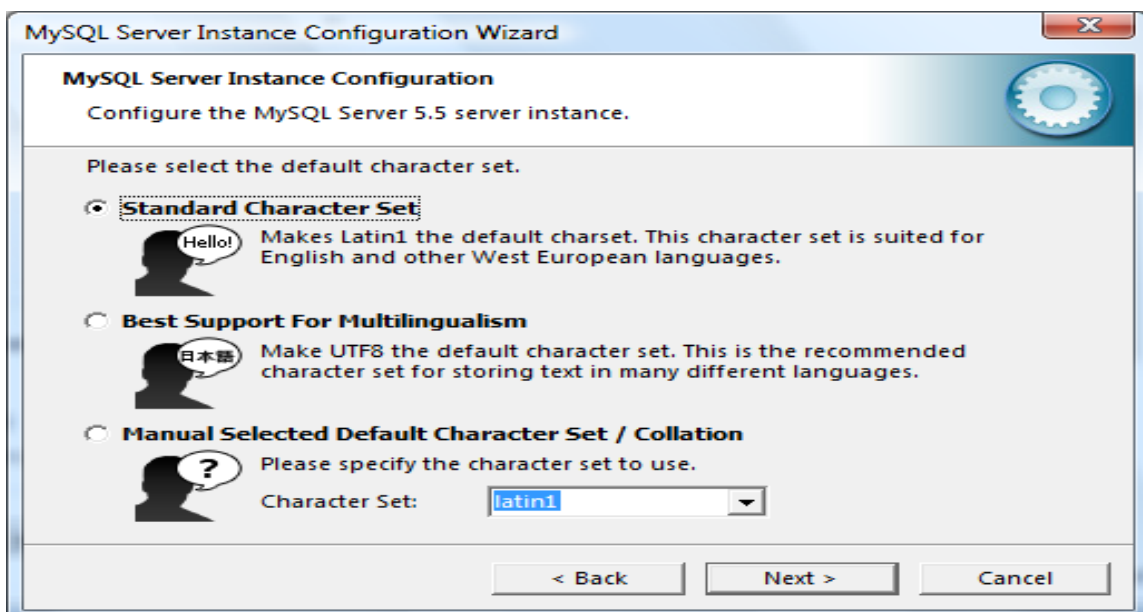 MySQL Server Instance Configuration Wizard
MySQL Server Instance Configuration
Configure the MySQL Server 5.5 server instance.
Please select the default character set.
Standard Character Set
Hello!
Makes Latin1 the default charset. This character set is suited for
English and other West European languages.
Best Support For Multilingualism
日本語
Make UTF8 the default character set. This is the recommended
character set for storing text in many different languages.
Manual Selected Default Character Set / Collation
?
Please specify the character set to use.
Character Set: latin1
< Back Next > Cancel